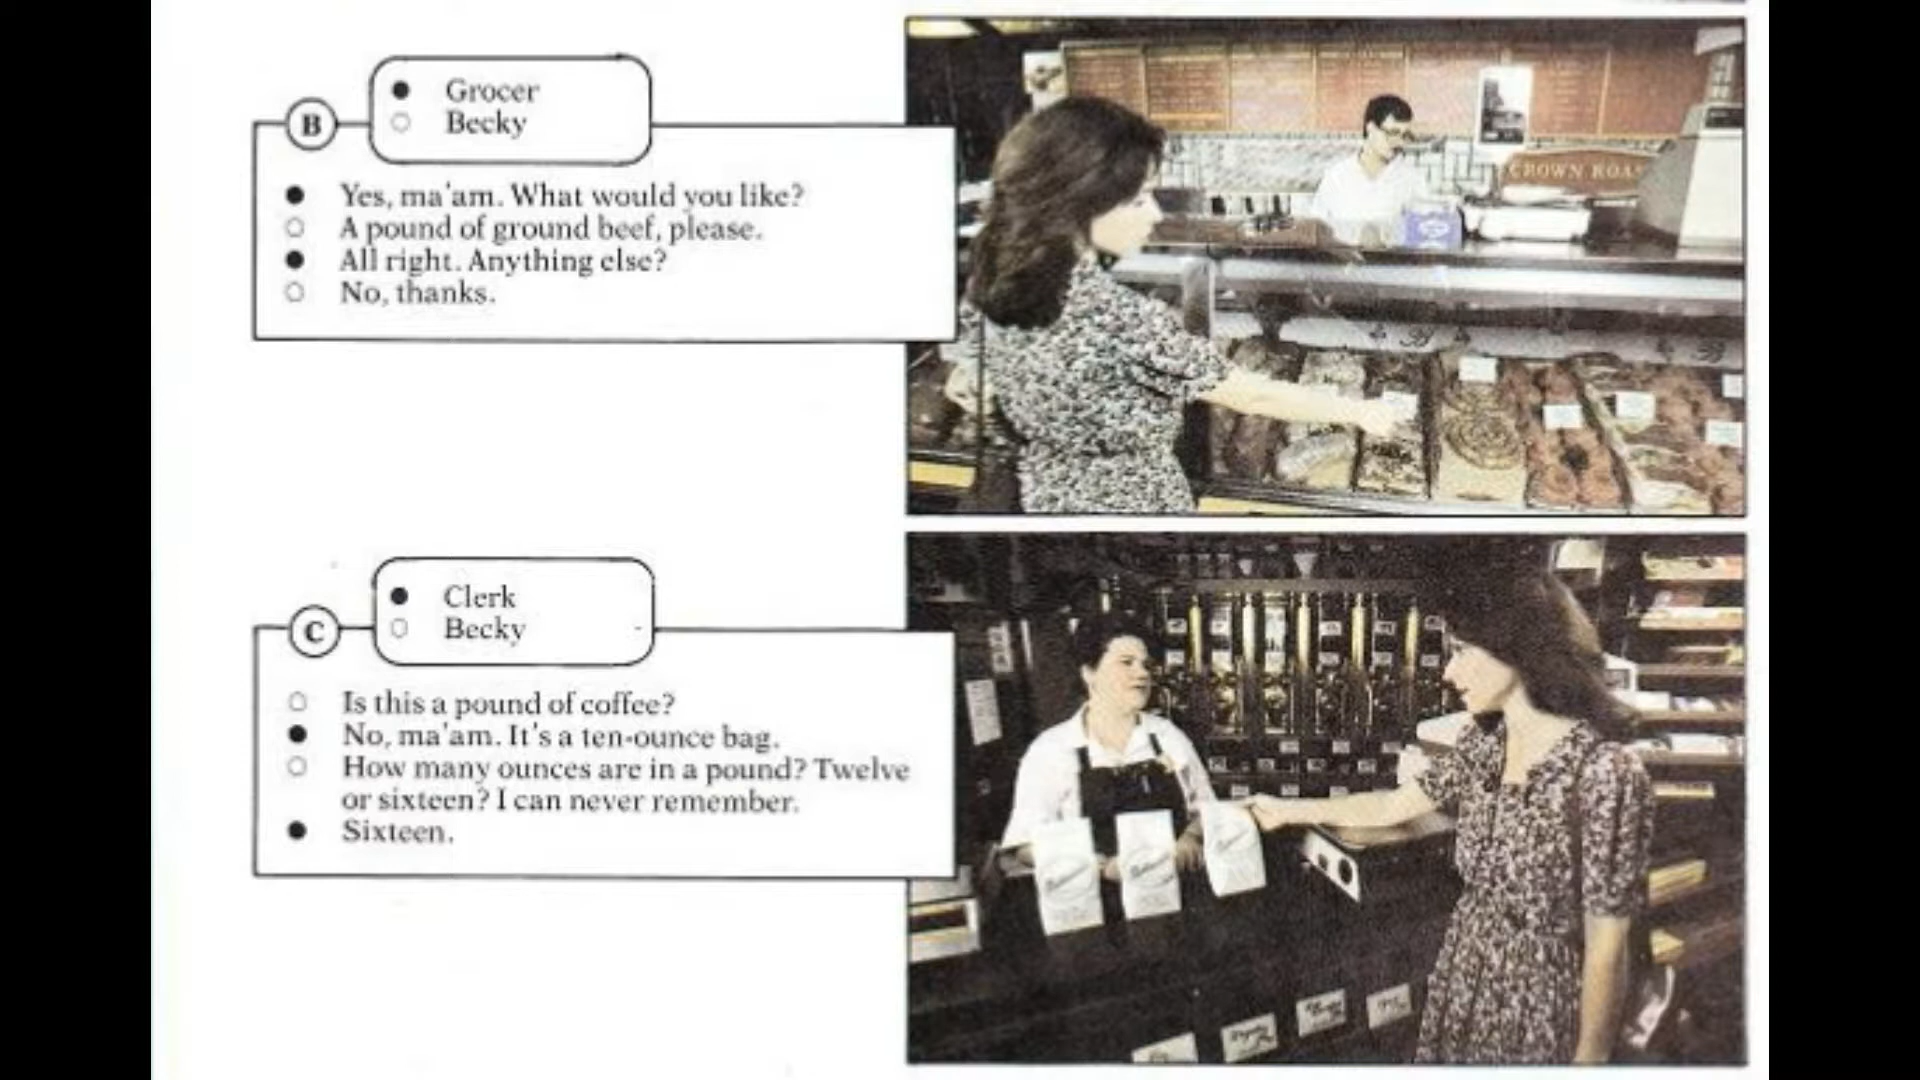 B
Grocer
Becky
Yes, ma'am. What would you like?
A pound of ground beef, please.
All right. Anything else?
No, thanks.
CROWN ROAS
C
Clerk
Becky
Is this a pound of coffee?
No, ma'am. It's a ten-ounce bag.
How many ounces are in a pound? Twelve
or sixteen? I can never remember.
Sixteen.